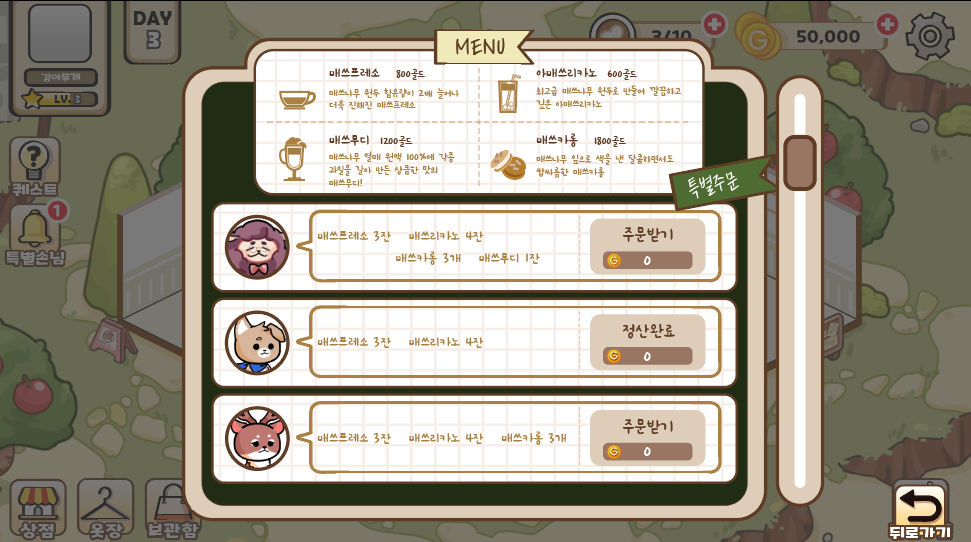 DAY
3
깊이무개
LV. 3
퀘스트
1
특별손님
3/10
50,000
MENU
매쓰프레소 800골드
매쓰나무 원두 함유량이 2배 늘어나
더욱 진해진 매쓰프레소
아매쓰리카노 600골드
최고급 매쓰나무 원두로 만들어 깔끔하고
깊은 아매쓰리카노
매쓰무디 1200골드
매쓰나무 열매 원액 100%에 각종
과일을 갈아 만든 상큼한 맛의
매쓰무디!
매쓰카롱 1800골드
매쓰나무 잎으로 색을 낸 달콤하면서도
쌉싸름한 매쓰카롱
특별주문
매쓰프레소 3잔 매쓰리카노 4잔
매쓰카롱 3개 매쓰무디 1잔
주문받기
G 0
매쓰프레소 3잔 매쓰리카노 4잔
정산완료
G 0
매쓰프레소 3잔 매쓰리카노 4잔 매쓰카롱 3개
주문받기
G 0
상점
옷장
보관함
뒤로가기